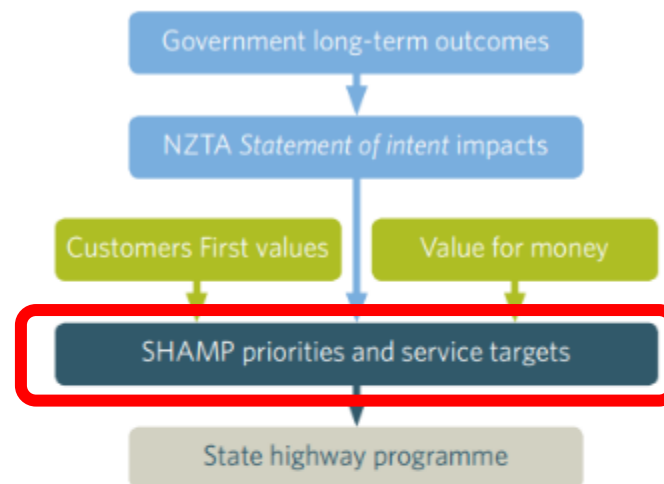 Government long-term outcomes
NZTA Statement of intent impacts
Customers First values
Value for money
SHAMP priorities and service targets
State highway programme